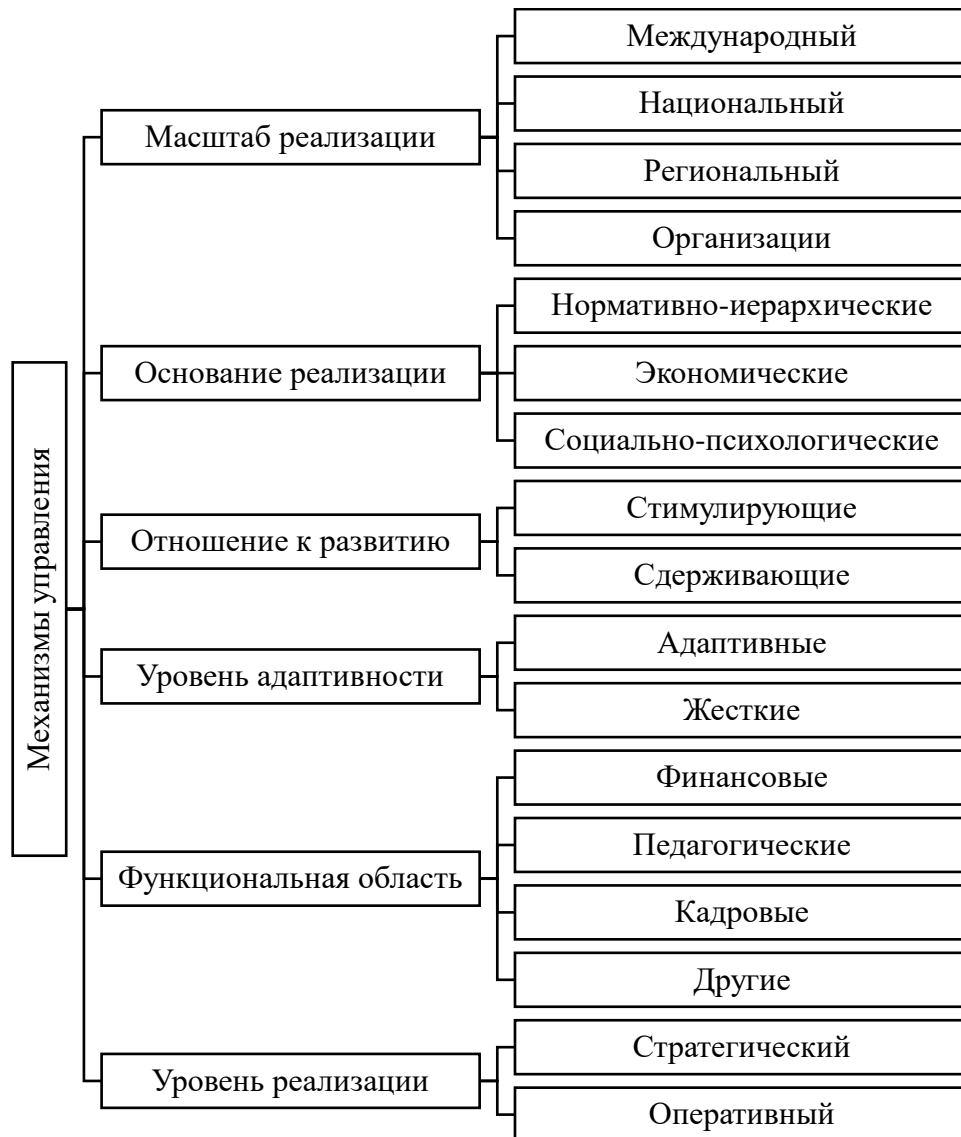 Механизмы управления
Масштаб реализации
Международный
Национальный
Региональный
Организации
Основание реализации
Нормативно-иерархические
Экономические
Социально-психологические
Отношение к развитию
Стимулирующие
Сдерживающие
Уровень адаптивности
Адаптивные
Жесткие
Функциональная область
Финансовые
Педагогические
Кадровые
Другие
Уровень реализации
Стратегический
Оперативный